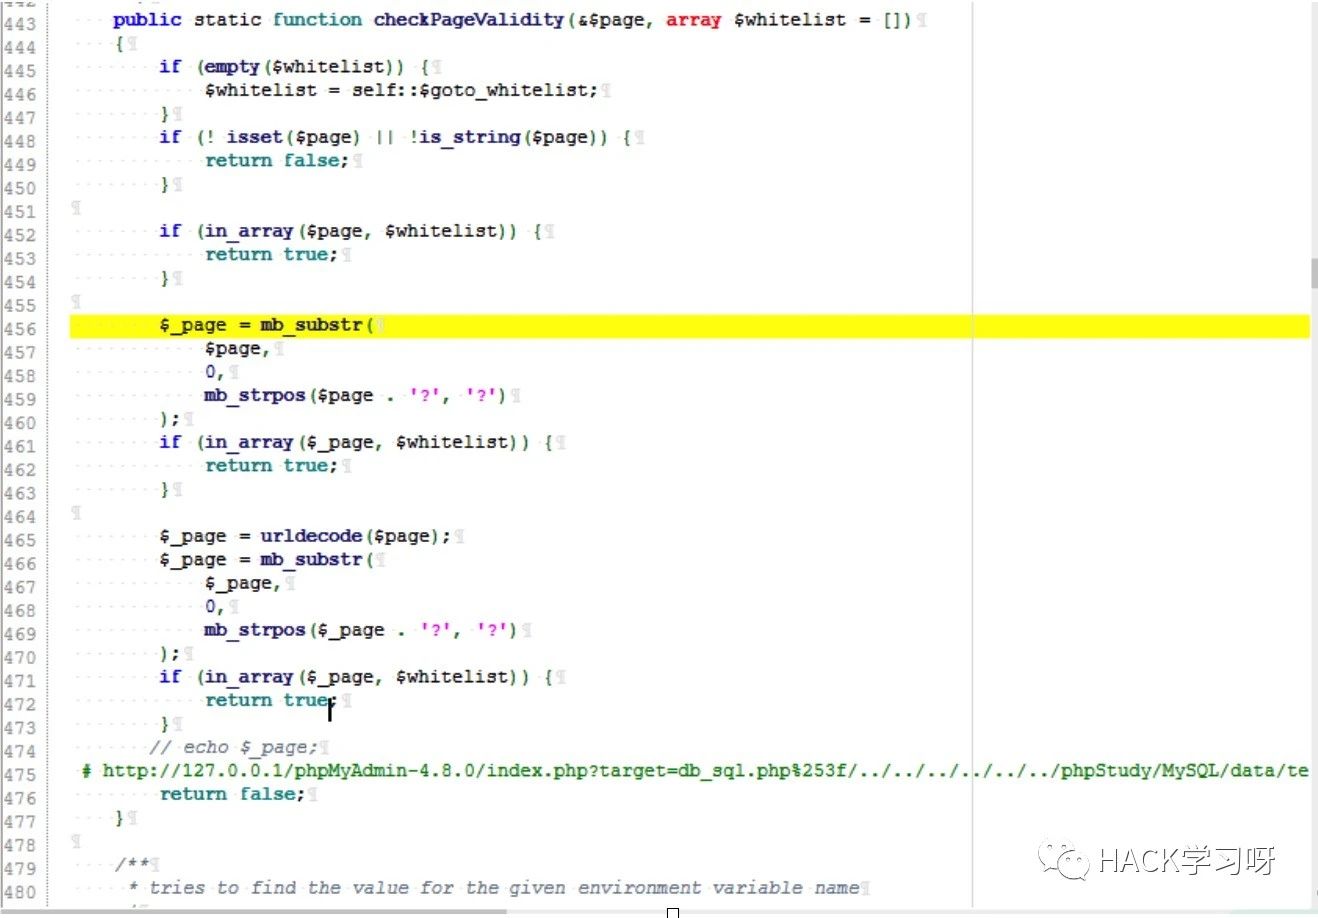 443 public static function checkPageValidity(&$page, array $whitelist = [])
444 {
445 if (empty($whitelist)) {
446 $whitelist = self::$goto_whitelist;
447 }
448 if (! isset($page) || !is_string($page)) {
449 return false;
450 }
451
452 if (in_array($page, $whitelist)) {
453 return true;
454 }
455
456 $_page = mb_substr(
457 $page,
458 0,
459 mb_strpos($page . '?', '?')
460 );
461 if (in_array($_page, $whitelist)) {
462 return true;
463 }
464
465 $_page = urldecode($page);
466 $_page = mb_substr(
467 $_page,
468 0,
469 mb_strpos($_page . '?', '?')
470 );
471 if (in_array($_page, $whitelist)) {
472 return true;
473 }
474 // echo $_page;
475 # http://127.0.0.1/phpMyAdmin-4.8.0/index.php?target=db_sql.php%253f/../../../../../../phpStudy/MySQL/data/te
476 return false;
477 }
478
479 /**
480 * tries to find the value for the given environment variable name
HACK学习呀